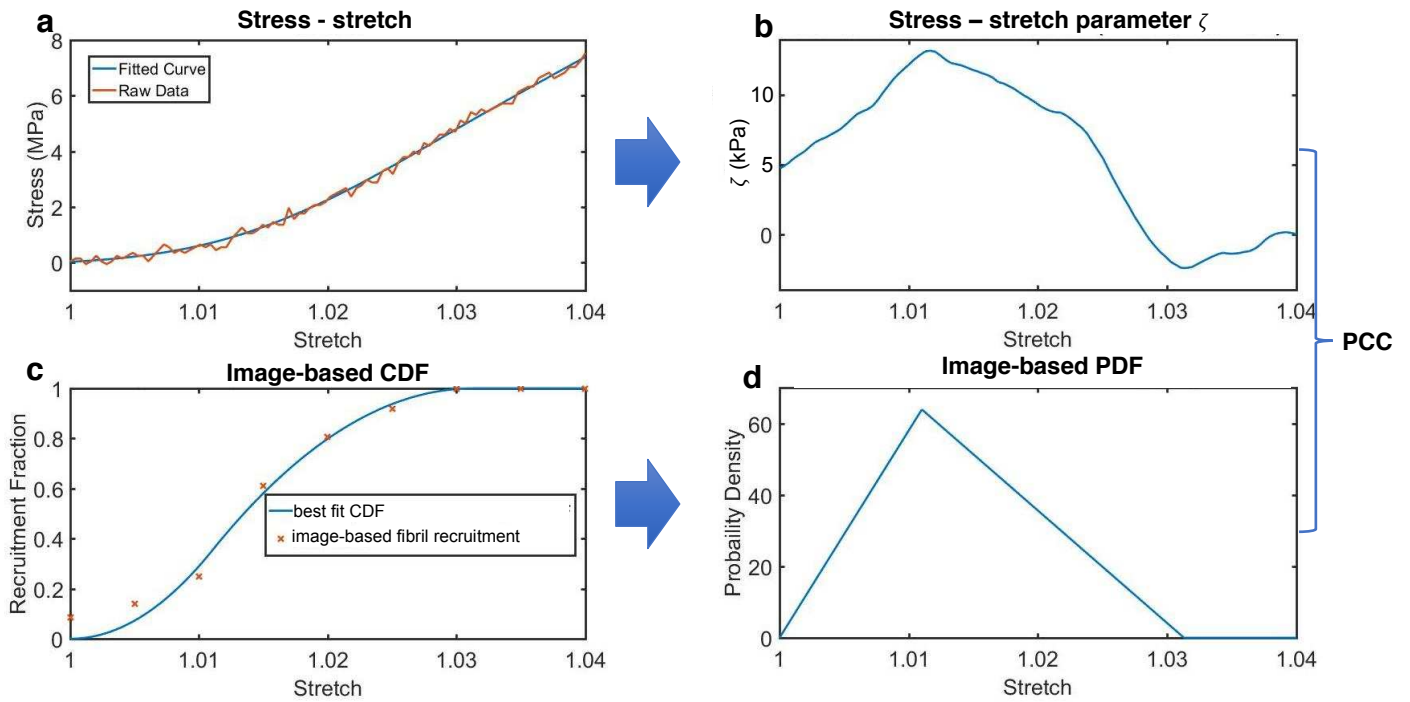 a
Stress - stretch
8
6
4
2
0
Stress (MPa)
Fitted Curve
Raw Data
1 1.01 1.02 1.03 1.04
Stretch
b
Stress – stretch parameter ζ
10
5
0
ζ (kPa)
1 1.01 1.02 1.03 1.04
Stretch
PCC
c
Image-based CDF
1
0.8
0.6
0.4
0.2
0
Recruitment Fraction
best fit CDF
image-based fibril recruitment
1 1.01 1.02 1.03 1.04
Stretch
d
Image-based PDF
60
40
20
0
Probaility Density
1 1.01 1.02 1.03 1.04
Stretch